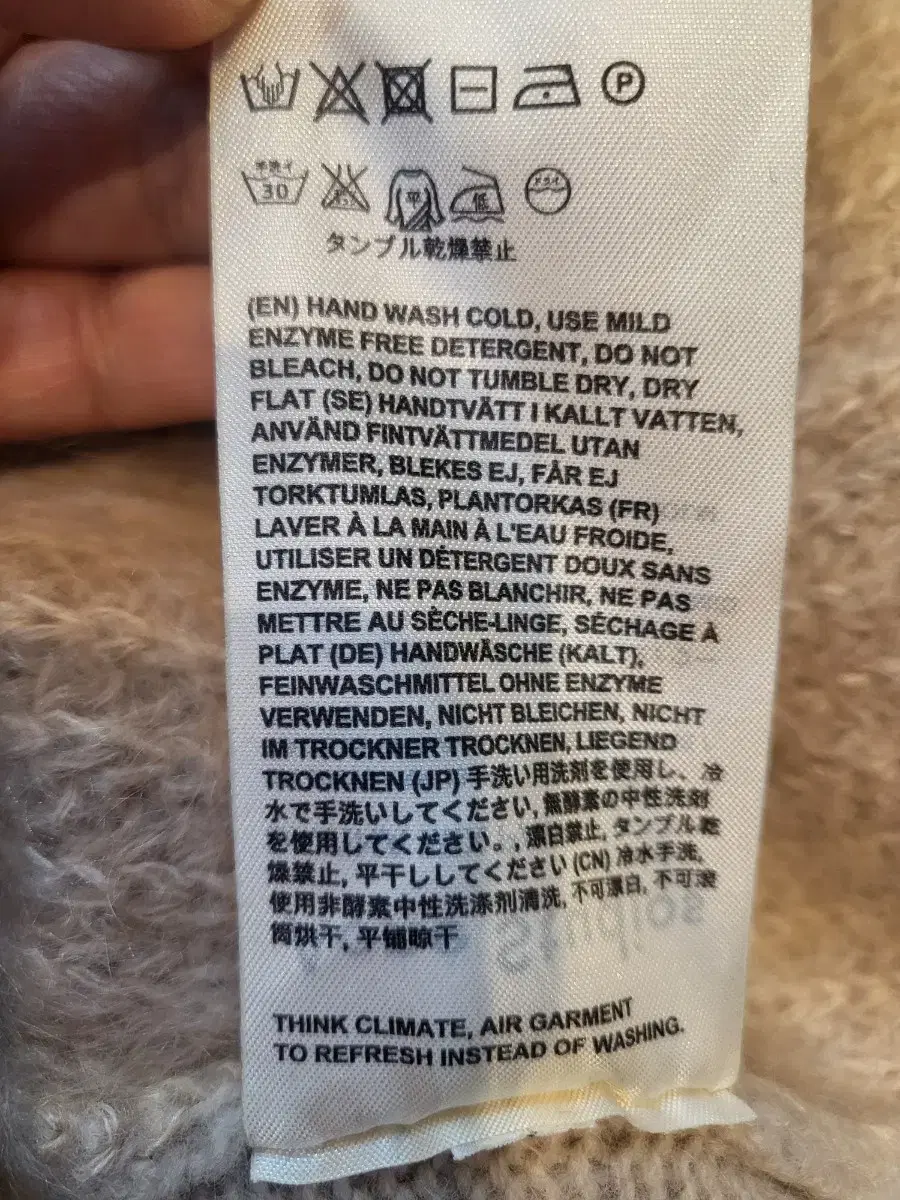 P
手洗イ
30
平
低
ドライ
タンブル乾燥禁止
(EN) HAND WASH COLD, USE MILD
ENZYME FREE DETERGENT, DO NOT
BLEACH, DO NOT TUMBLE DRY, DRY
FLAT (SE) HANDTVÄTT I KALLT VATTEN,
ANVÄND FINTVÄTTMEDEL UTAN
ENZYMER, BLEKES EJ, FÅR EJ
TORKTUMLAS, PLANTORKAS (FR)
LAVER À LA MAIN À L'EAU FROIDE,
UTILISER UN DÉTERGENT DOUX SANS
ENZYME, NE PAS BLANCHIR, NE PAS
METTRE AU SÈCHE-LINGE, SÉCHAGE À
PLAT (DE) HANDWÄSCHE (KALT),
FEINWASCHMITTEL OHNE ENZYME
VERWENDEN, NICHT BLEICHEN, NICHT
IM TROCKNER TROCKNEN, LIEGEND
TROCKNEN (JP) 手洗い用洗剤を使用し、冷
水で手洗いしてください, 無酵素の中性洗剤
を使用してください。, 漂白禁止, タンブル乾
燥禁止, 平干ししてください (CN) 冷水手洗,
使用非酵素中性洗涤剂清洗, 不可漂白, 不可滚
筒烘干, 平铺晾干
THINK CLIMATE, AIR GARMENT
TO REFRESH INSTEAD OF WASHING.